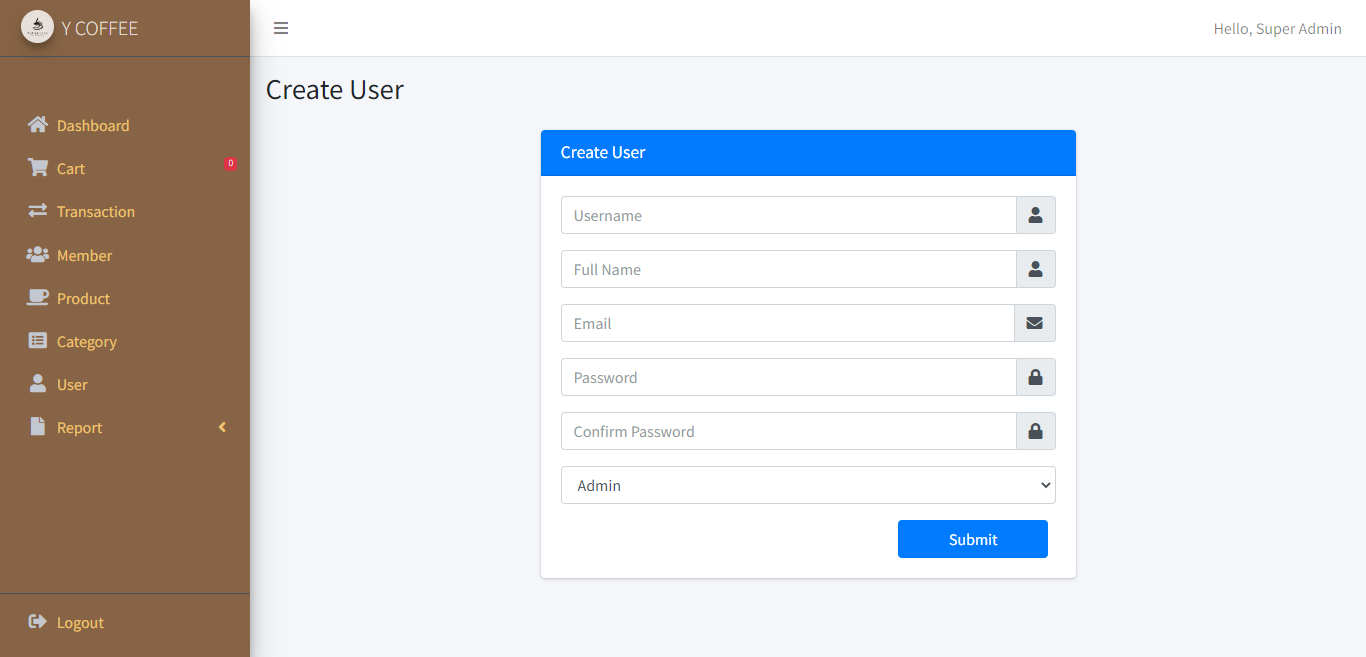 Y COFFEE
Hello, Super Admin
Dashboard
Cart
0
Transaction
Member
Product
Category
User
Report
Logout
Create User
Create User
Username
Full Name
Email
Password
Confirm Password
Admin
Submit